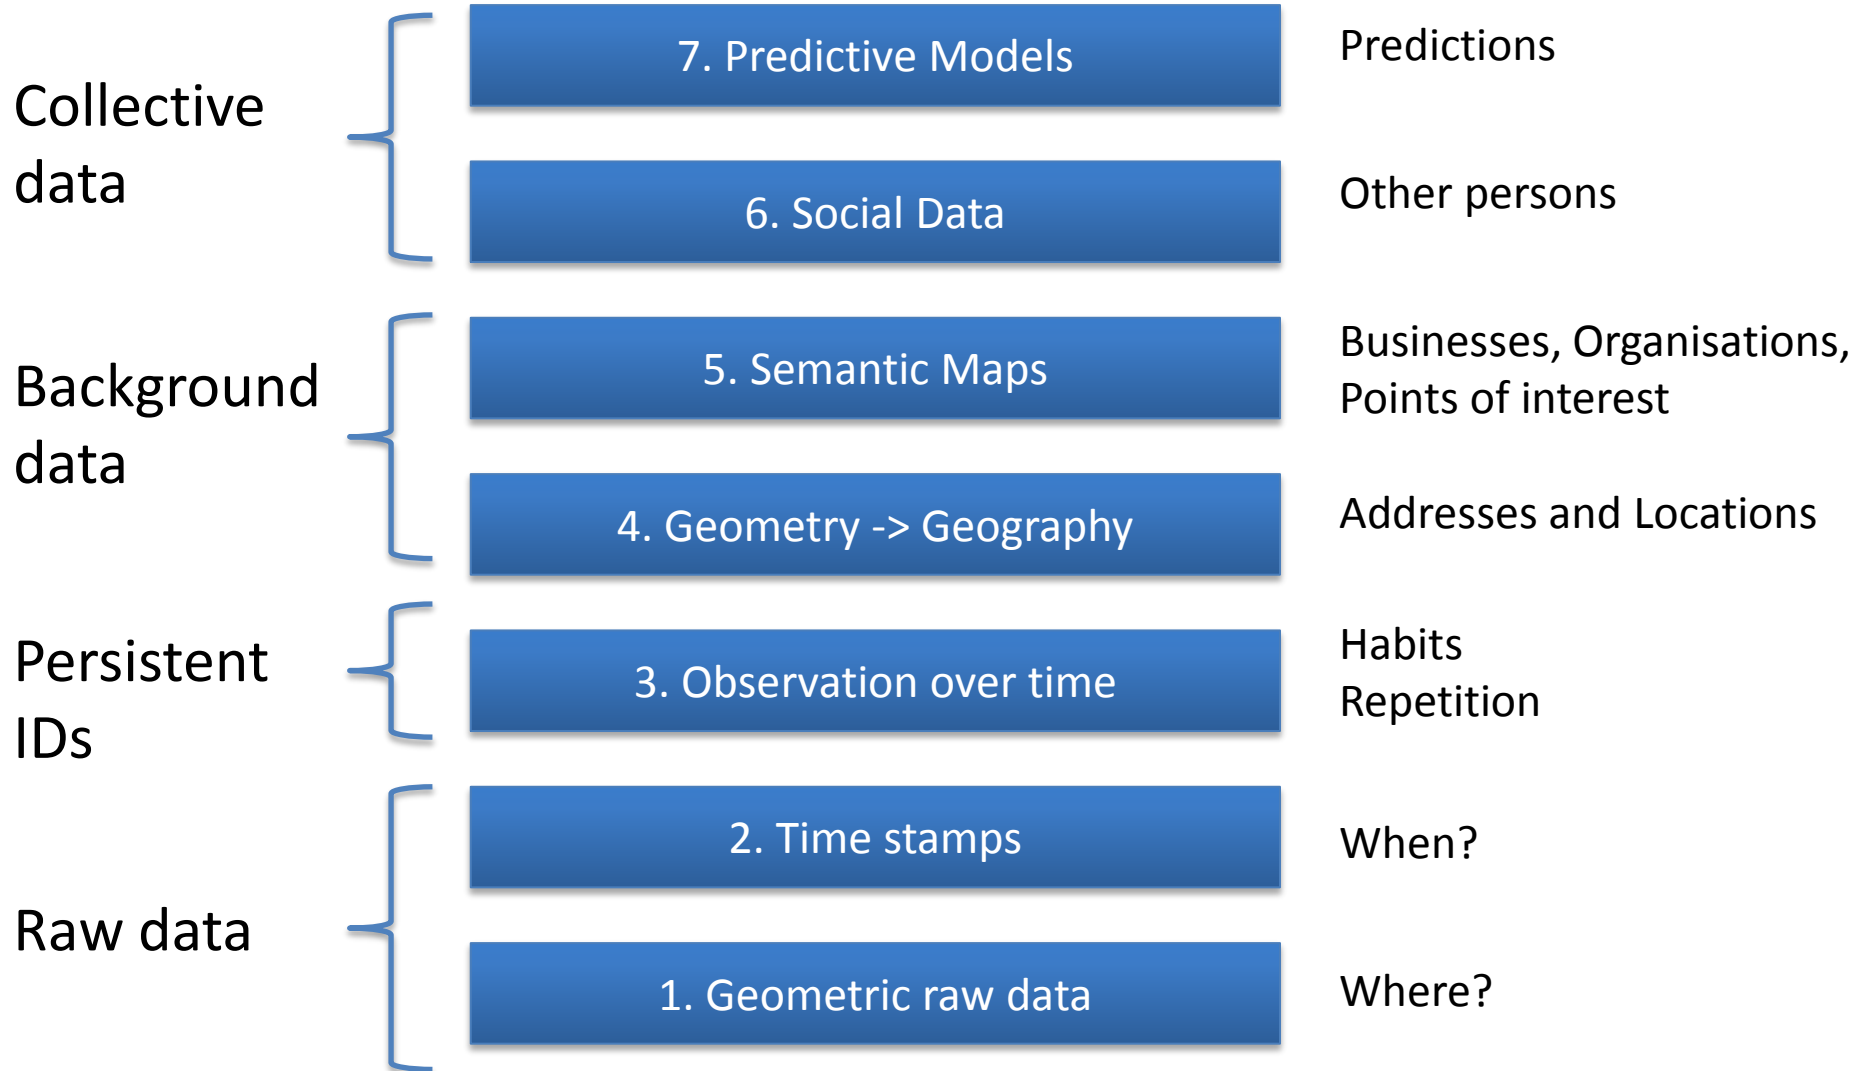 Collective
data
7. Predictive Models
Predictions
6. Social Data
Other persons
Background
data
5. Semantic Maps
Businesses, Organisations,
Points of interest
4. Geometry -> Geography
Addresses and Locations
Persistent
IDs
3. Observation over time
Habits
Repetition
Raw data
2. Time stamps
When?
1. Geometric raw data
Where?